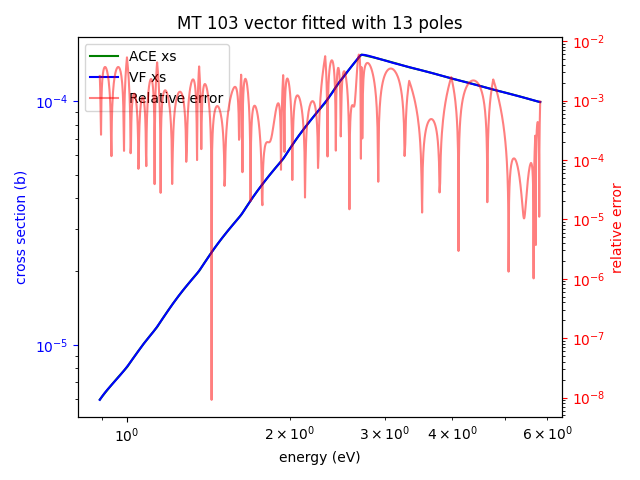 MT 103 vector fitted with 13 poles
ACE xs
VF xs
Relative error
cross section (b)
10⁻⁴
10⁻⁵
10⁻²
10⁻³
10⁻⁴
10⁻⁵
10⁻⁶
10⁻⁷
10⁻⁸
relative error
10⁰
2 × 10⁰
3 × 10⁰
4 × 10⁰
6 × 10⁰
energy (eV)